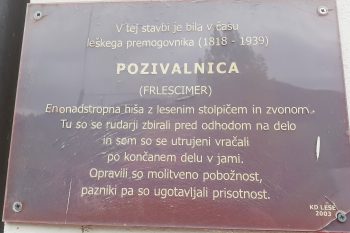 V tej stavbi je bila v času
leškega premogovnika (1818 - 1939)
POZIVALNICA
(FRLESCIMER)
Enonadstropna hiša z lesenim stolpičem in zvonom.
Tu so se rudarji zbirali pred odhodom na delo
in sem so se utrujeni vračali
po končanem delu v jami.
Opravili so molitveno pobožnost,
pazniki pa so ugotavljali prisotnost.
KD LEŠE
2003